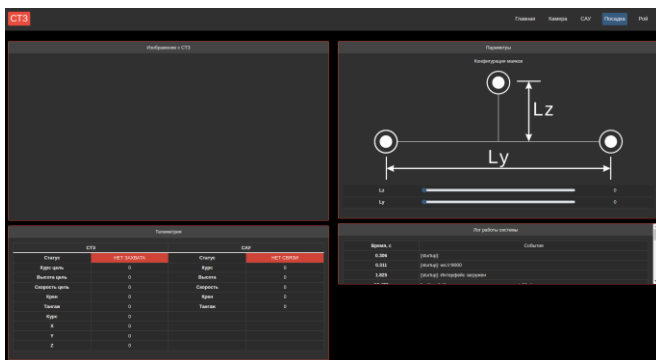 СТЗ
Главная Камера САУ Посадка Рой
Изображение с СТЗ
Параметры
Конфигурация маяков
Lz
Ly
Lz 0
Ly 0
Телеметрия
СТЗ САУ
Статус НЕТ ЗАХВАТА Статус НЕТ СВЯЗИ
Курс цель 0 Курс 0
Высота цель 0 Высота 0
Скорость цель 0 Скорость 0
Крен 0 Крен 0
Тангаж 0 Тангаж 0
Курс 0
X 0
Y 0
Z 0
Лог работы системы
Время, с Событие
0.306 [startup]
0.311
1.625 [startup]: Интерфейс загружен